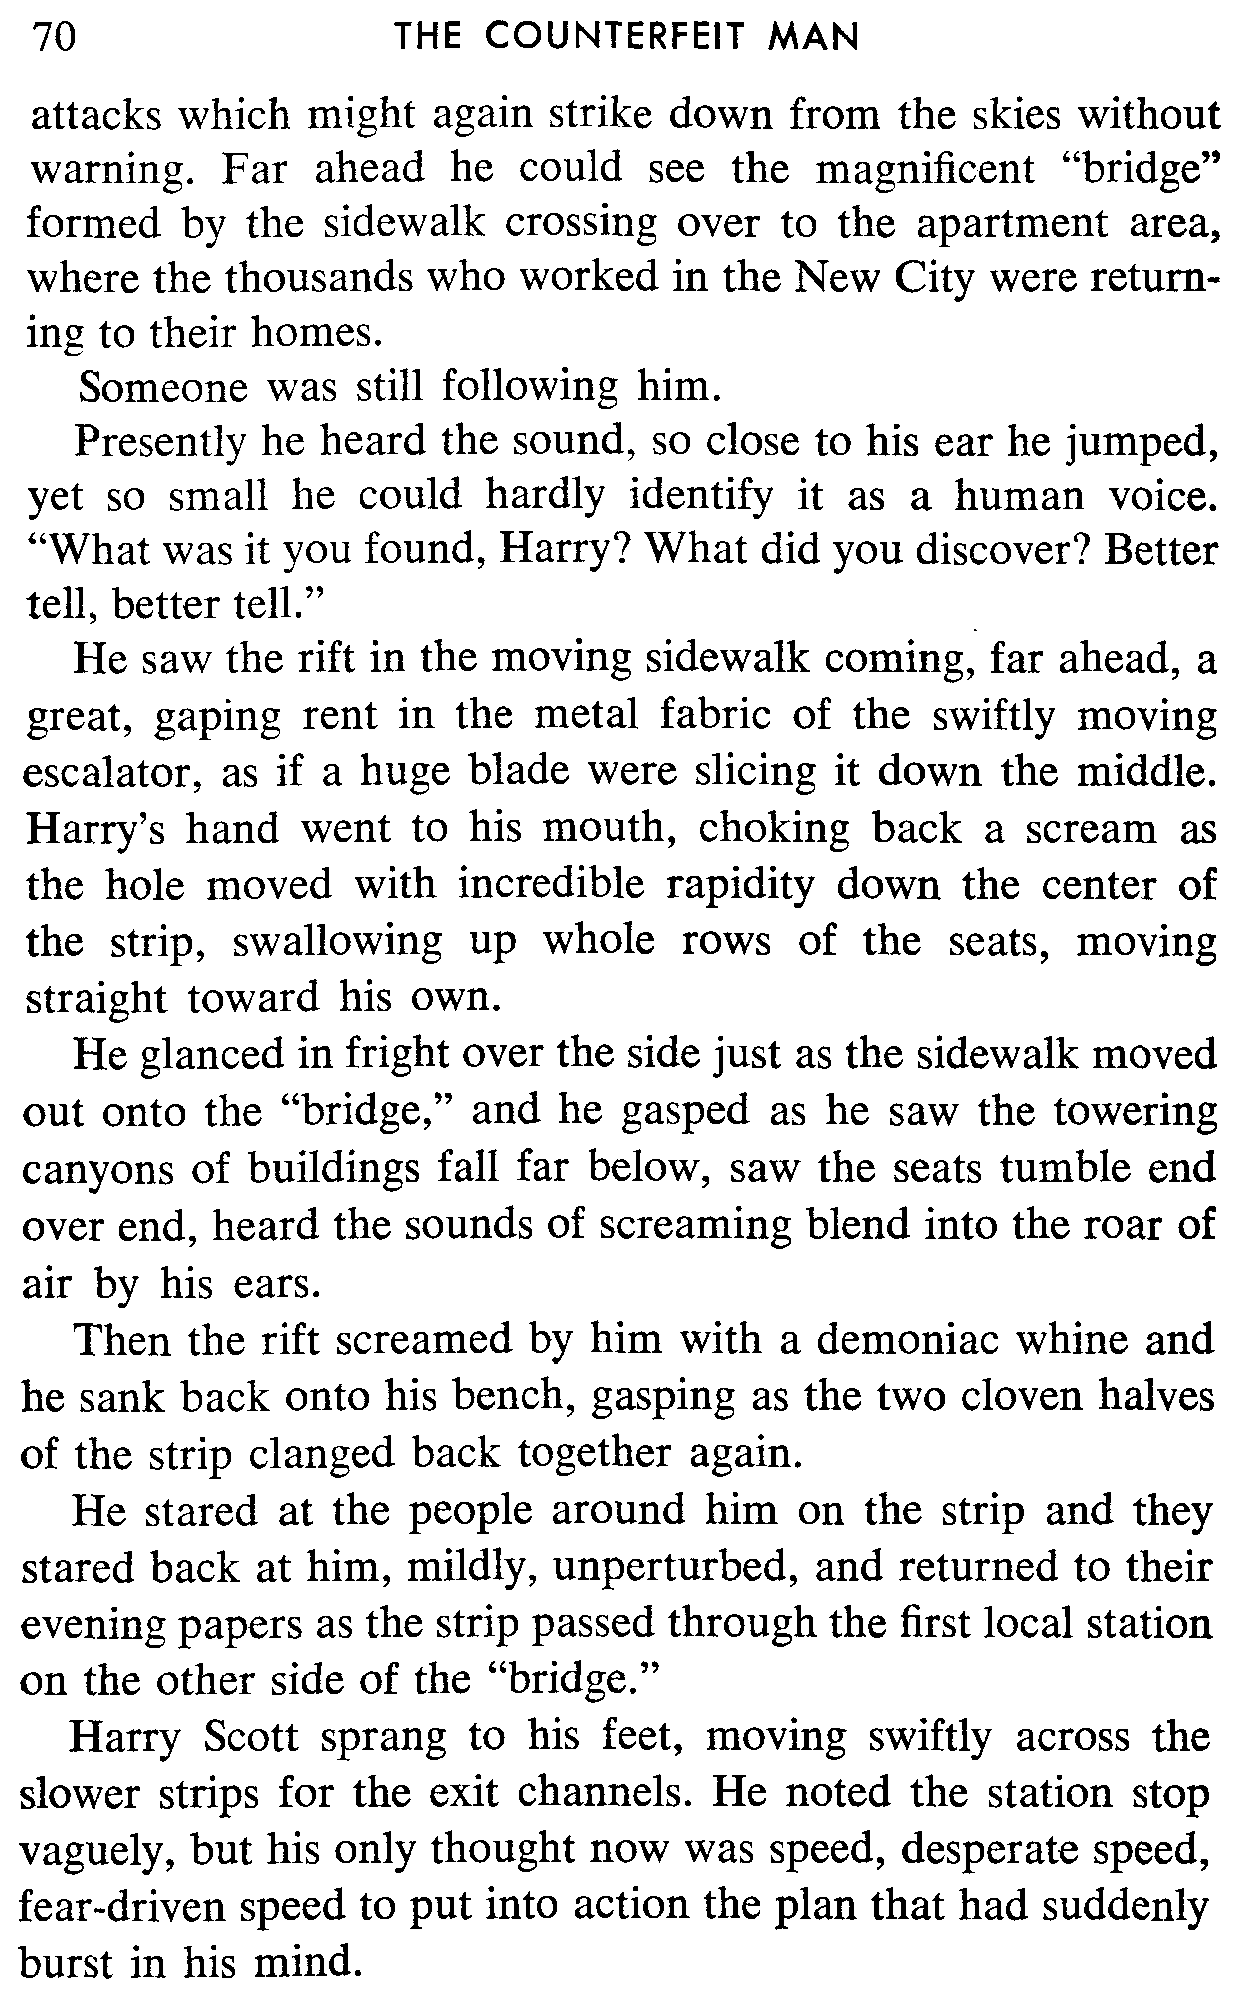 70 THE COUNTERFEIT MAN
attacks which might again strike down from the skies without
warning. Far ahead he could see the magnificent “bridge”
formed by the sidewalk crossing over to the apartment area,
where the thousands who worked in the New City were return-
ing to their homes.
Someone was still following him.
Presently he heard the sound, so close to his ear he jumped,
yet so small he could hardly identify it as a human voice.
“What was it you found, Harry? What did you discover? Better
tell, better tell.”
He saw the rift in the moving sidewalk coming, far ahead, a
great, gaping rent in the metal fabric of the swiftly moving
escalator, as if a huge blade were slicing it down the middle.
Harry’s hand went to his mouth, choking back a scream as
the hole moved with incredible rapidity down the center of
the strip, swallowing up whole rows of the seats, moving
straight toward his own.
He glanced in fright over the side just as the sidewalk moved
out onto the “bridge,” and he gasped as he saw the towering
canyons of buildings fall far below, saw the seats tumble end
over end, heard the sounds of screaming blend into the roar of
air by his ears.
Then the rift screamed by him with a demoniac whine and
he sank back onto his bench, gasping as the two cloven halves
of the strip clanged back together again.
He stared at the people around him on the strip and they
stared back at him, mildly, unperturbed, and returned to their
evening papers as the strip passed through the first local station
on the other side of the “bridge.”
Harry Scott sprang to his feet, moving swiftly across the
slower strips for the exit channels. He noted the station stop
vaguely, but his only thought now was speed, desperate speed,
fear-driven speed to put into action the plan that had suddenly
burst in his mind.